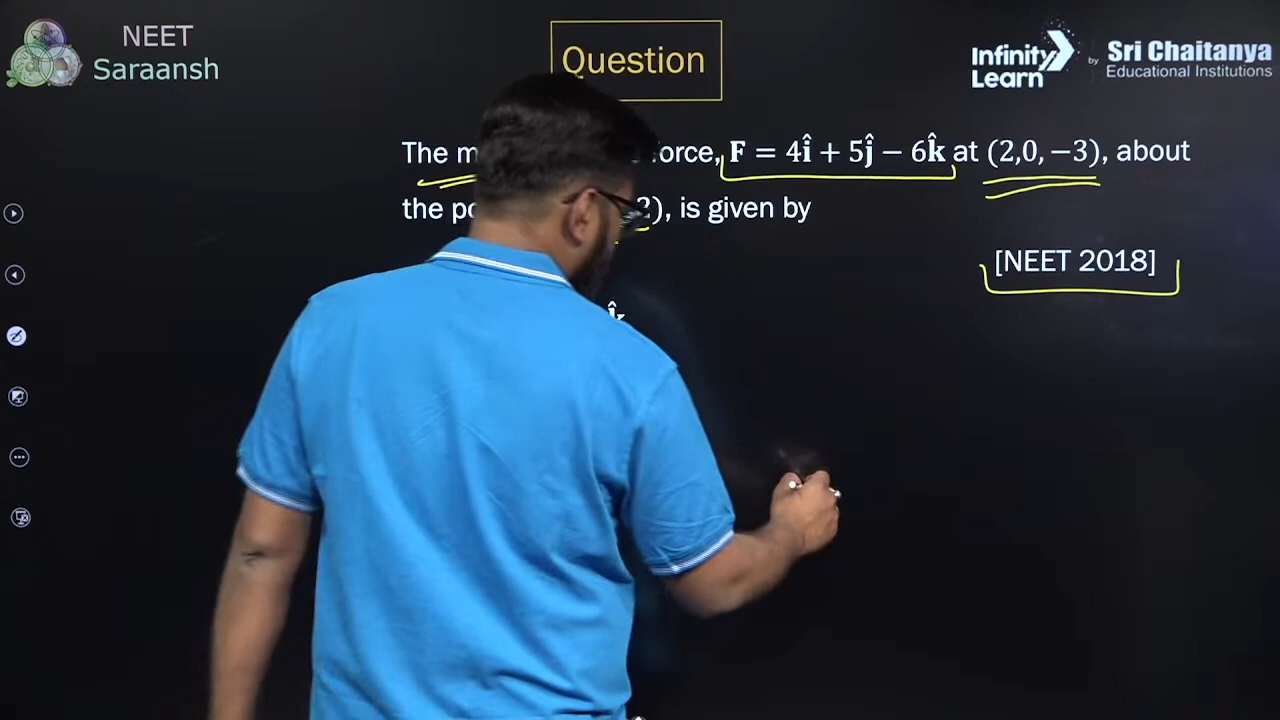 NEET
Saraansh
Question
Infinity Learn by Sri Chaitanya Educational Institutions
The force, F = 4î + 5ĵ − 6k̂ at (2,0, −3), about
the 2), is given by
[NEET 2018]
k̂